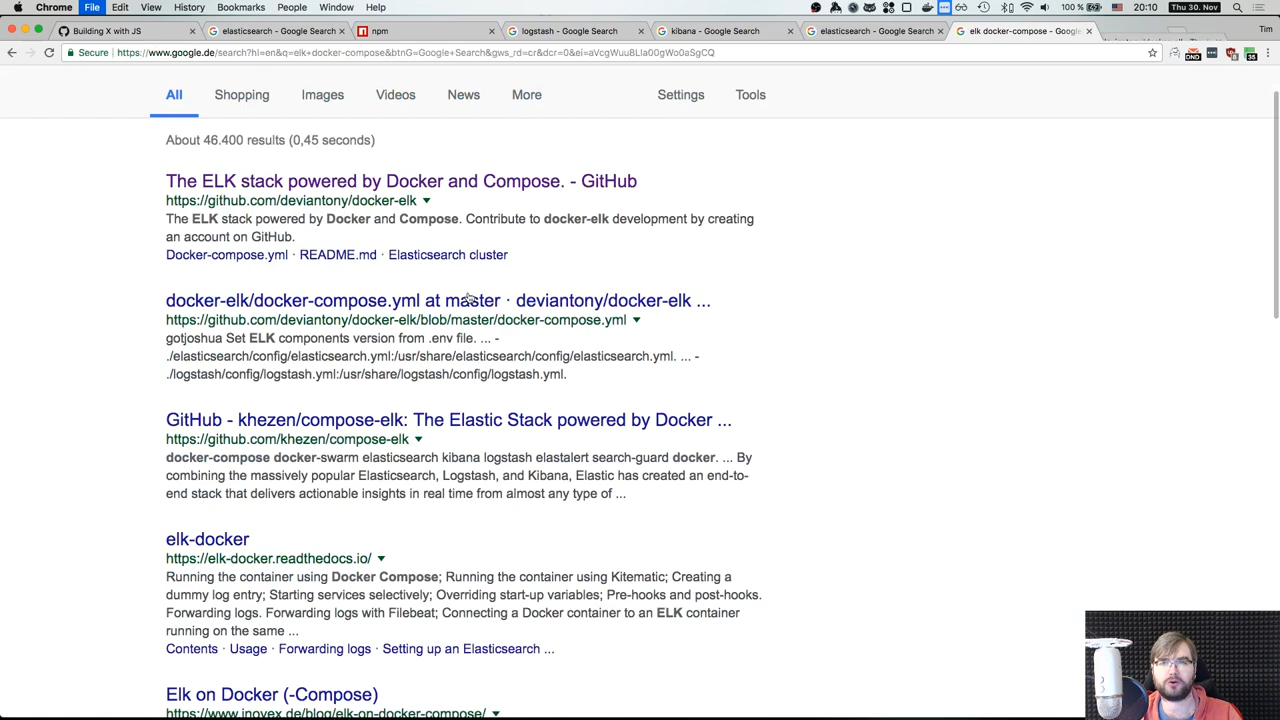 Chrome File Edit View History Bookmarks People Window Help 100 % 20:10 Thu 30. Nov
Building X with JS elasticsearch - Google Search npm logstash - Google Search kibana - Google Search elasticsearch - Google Search elk docker-compose - Google Tim
Secure https://www.google.de/search?hl=en&q=elk+docker-compose&btnG=Google+Search&gws_rd=cr&dcr=0&ei=aVcgWuu8LIa00gWo0aSgCQ
All Shopping Images Videos News More Settings Tools
About 46.400 results (0,45 seconds)
The ELK stack powered by Docker and Compose. - GitHub
https://github.com/deviantony/docker-elk
The ELK stack powered by Docker and Compose. Contribute to docker-elk development by creating
an account on GitHub.
Docker-compose.yml · README.md · Elasticsearch cluster
docker-elk/docker-compose.yml at master · deviantony/docker-elk ...
https://github.com/deviantony/docker-elk/blob/master/docker-compose.yml
gotjoshua Set ELK components version from .env file. ... -
./elasticsearch/config/elasticsearch.yml:/usr/share/elasticsearch/config/elasticsearch.yml. ... -
./logstash/config/logstash.yml:/usr/share/logstash/config/logstash.yml.
GitHub - khezen/compose-elk: The Elastic Stack powered by Docker ...
https://github.com/khezen/compose-elk
docker-compose docker-swarm elasticsearch kibana logstash elastalert search-guard docker. ... By
combining the massively popular Elasticsearch, Logstash, and Kibana, Elastic has created an end-to-
end stack that delivers actionable insights in real time from almost any type of ...
elk-docker
https://elk-docker.readthedocs.io/
Running the container using Docker Compose; Running the container using Kitematic; Creating a
dummy log entry; Starting services selectively; Overriding start-up variables; Pre-hooks and post-hooks.
Forwarding logs. Forwarding logs with Filebeat; Connecting a Docker container to an ELK container
running on the same ...
Contents · Usage · Forwarding logs · Setting up an Elasticsearch ...
Elk on Docker (-Compose)
https://www.inovex.de/blog/elk-on-docker-compose/